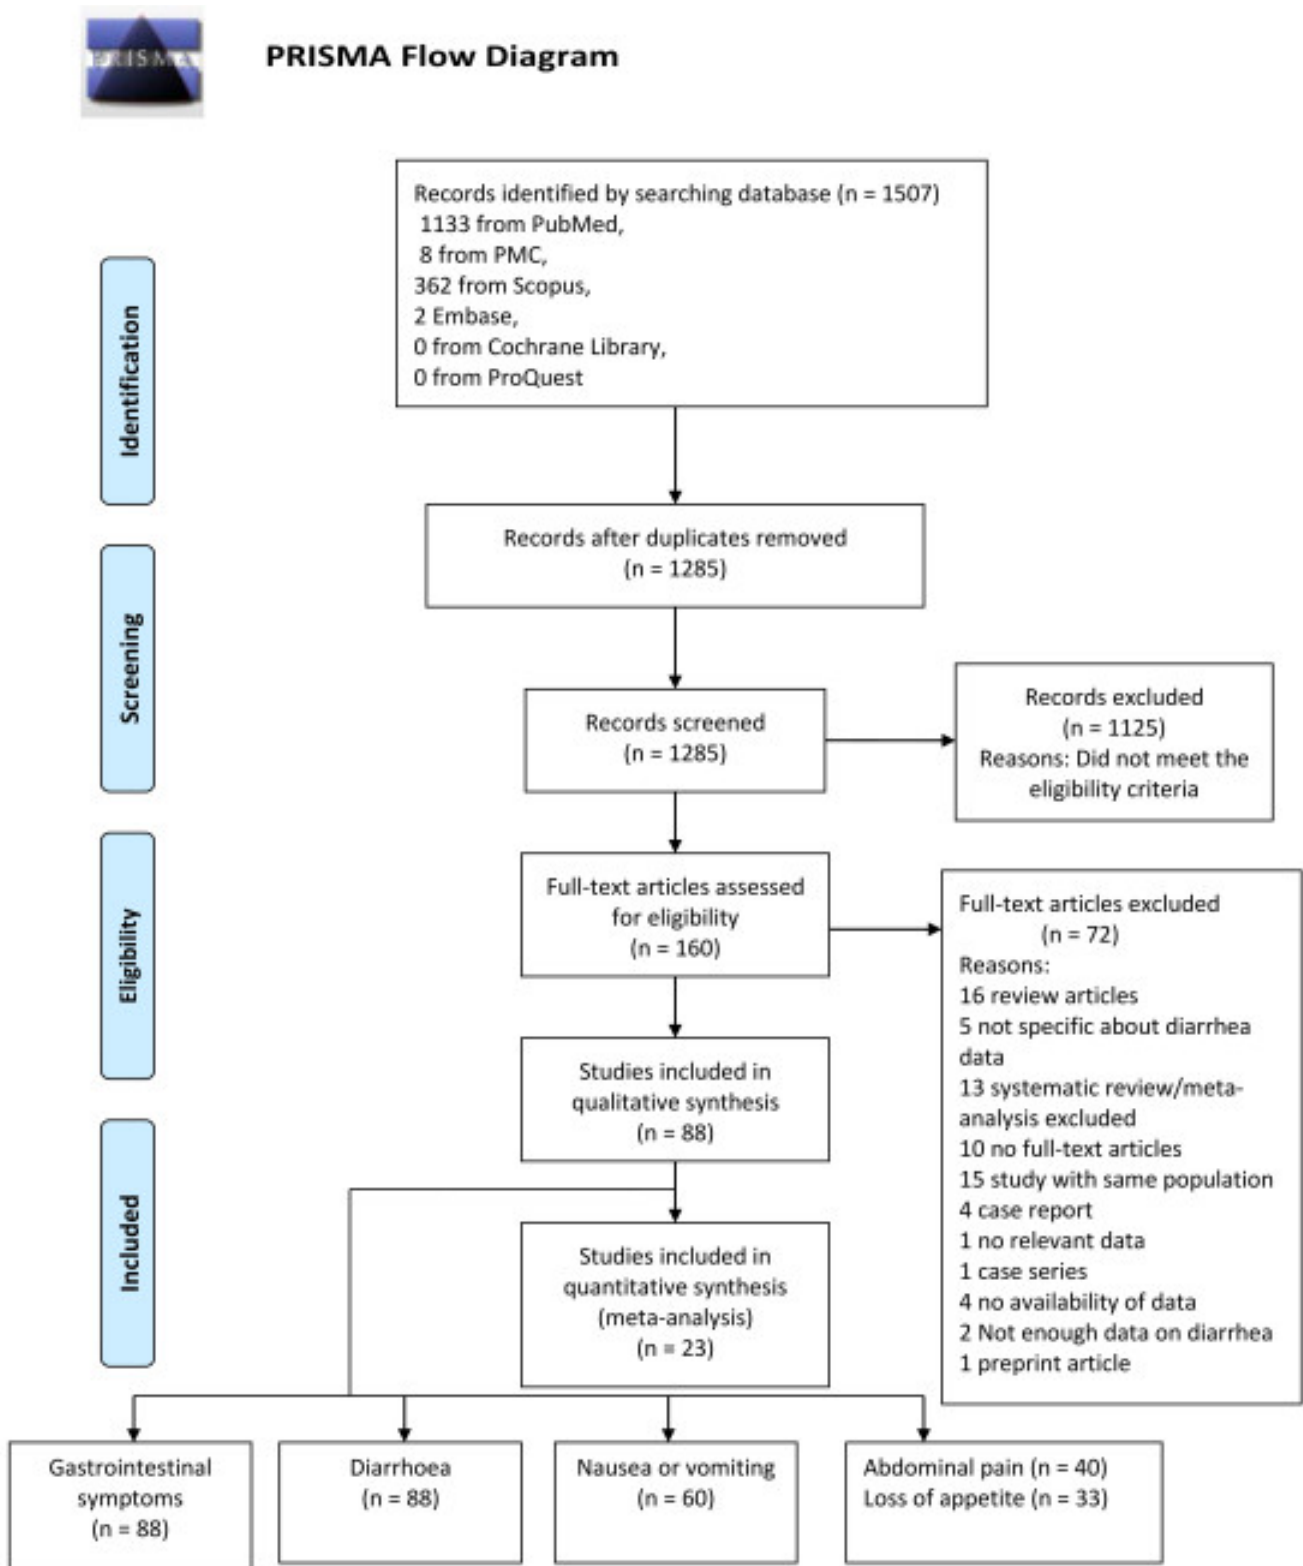 PRISMA
PRISMA Flow Diagram
Records identified by searching database (n = 1507)
1133 from PubMed,
8 from PMC,
362 from Scopus,
2 Embase,
0 from Cochrane Library,
0 from ProQuest
Identification
Records after duplicates removed
(n = 1285)
Screening
Records screened
(n = 1285)
Records excluded
(n = 1125)
Reasons: Did not meet the
eligibility criteria
Eligibility
Full-text articles assessed
for eligibility
(n = 160)
Full-text articles excluded
(n = 72)
Reasons:
16 review articles
5 not specific about diarrhea
data
13 systematic review/meta-
analysis excluded
10 no full-text articles
15 study with same population
4 case report
1 no relevant data
1 case series
4 no availability of data
2 Not enough data on diarrhea
1 preprint article
Studies included in
qualitative synthesis
(n = 88)
Included
Studies included in
quantitative synthesis
(meta-analysis)
(n = 23)
Gastrointestinal
symptoms
(n = 88)
Diarrhoea
(n = 88)
Nausea or vomiting
(n = 60)
Abdominal pain (n = 40)
Loss of appetite (n = 33)